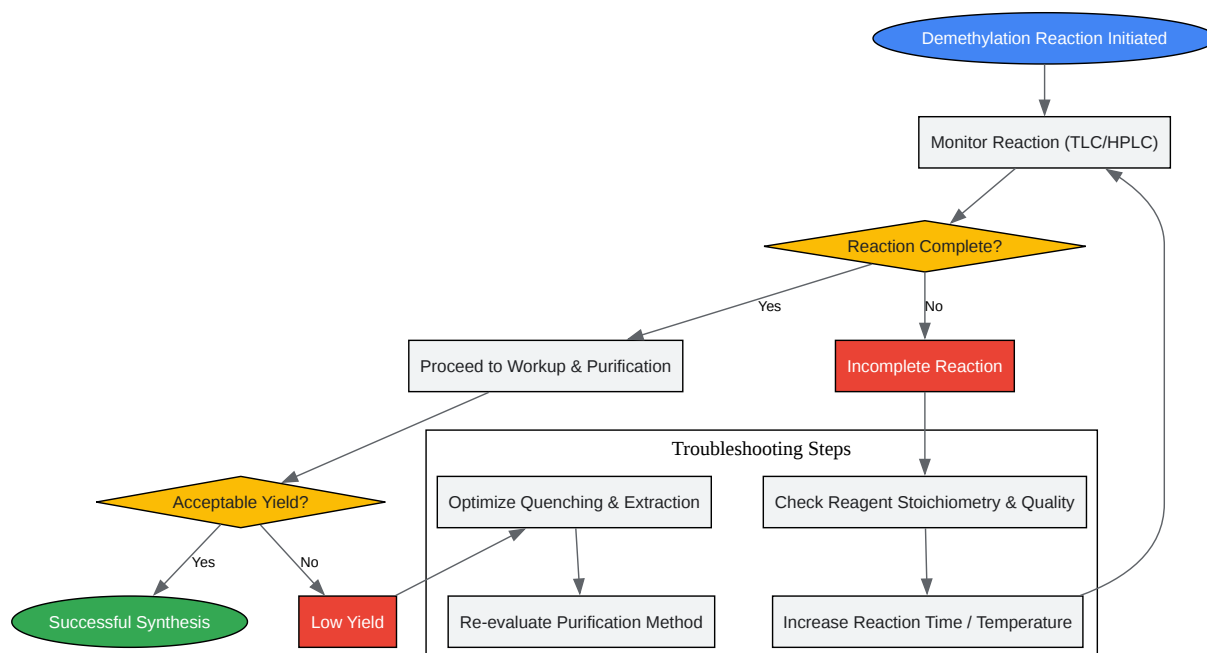 Demethylation Reaction Initiated
Monitor Reaction (TLC/HPLC)
Reaction Complete?
Yes
No
Proceed to Workup & Purification
Incomplete Reaction
Troubleshooting Steps
Acceptable Yield?
Optimize Quenching & Extraction
Check Reagent Stoichiometry & Quality
Yes
No
Successful Synthesis
Low Yield
Re-evaluate Purification Method
Increase Reaction Time / Temperature